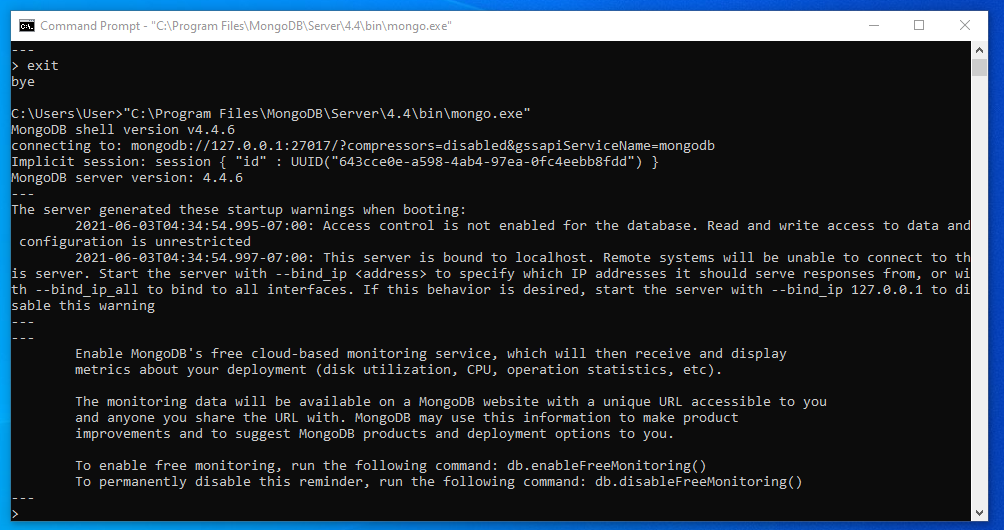 Command Prompt - "C:\Program Files\MongoDB\Server\4.4\bin\mongo.exe"
---
> exit
bye
C:\Users\User>"C:\Program Files\MongoDB\Server\4.4\bin\mongo.exe"
MongoDB shell version v4.4.6
connecting to: mongodb://127.0.0.1:27017/?compressors=disabled&gssapiServiceName=mongodb
Implicit session: session { "id" : UUID("643cce0e-a598-4ab4-97ea-0fc4eebb8fdd") }
MongoDB server version: 4.4.6
---
The server generated these startup warnings when booting:
        2021-06-03T04:34:54.995-07:00: Access control is not enabled for the database. Read and write access to data and
 configuration is unrestricted
        2021-06-03T04:34:54.997-07:00: This server is bound to localhost. Remote systems will be unable to connect to th
is server. Start the server with --bind_ip <address> to specify which IP addresses it should serve responses from, or wi
th --bind_ip_all to bind to all interfaces. If this behavior is desired, start the server with --bind_ip 127.0.0.1 to di
sable this warning
---
---
        Enable MongoDB's free cloud-based monitoring service, which will then receive and display
        metrics about your deployment (disk utilization, CPU, operation statistics, etc).
        The monitoring data will be available on a MongoDB website with a unique URL accessible to you
        and anyone you share the URL with. MongoDB may use this information to make product
        improvements and to suggest MongoDB products and deployment options to you.
        To enable free monitoring, run the following command: db.enableFreeMonitoring()
        To permanently disable this reminder, run the following command: db.disableFreeMonitoring()
---
>